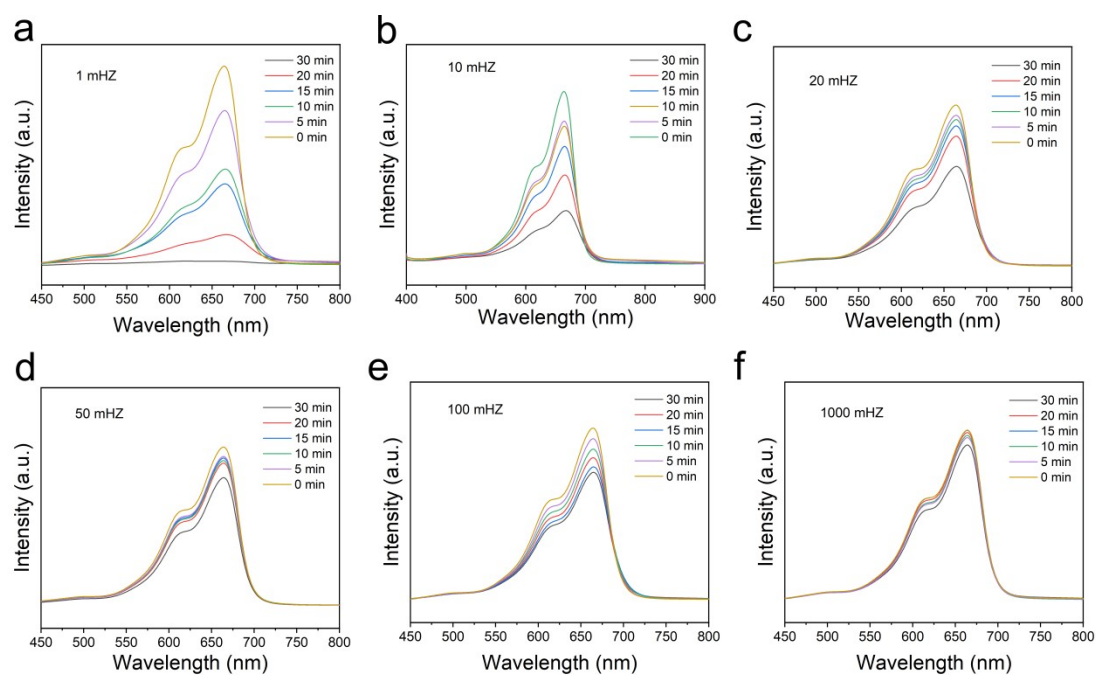 a
1 mHZ
30 min
20 min
15 min
10 min
5 min
0 min
Intensity (a.u.)
450 500 550 600 650 700 750 800
Wavelength (nm)
b
10 mHZ
30 min
20 min
15 min
10 min
5 min
0 min
Intensity (a.u.)
400 500 600 700 800 900
Wavelength (nm)
c
20 mHZ
30 min
20 min
15 min
10 min
5 min
0 min
Intensity (a.u.)
450 500 550 600 650 700 750 800
Wavelength (nm)
d
50 mHZ
30 min
20 min
15 min
10 min
5 min
0 min
Intensity (a.u.)
450 500 550 600 650 700 750 800
Wavelength (nm)
e
100 mHZ
30 min
20 min
15 min
10 min
5 min
0 min
Intensity (a.u.)
450 500 550 600 650 700 750 800
Wavelength (nm)
f
1000 mHZ
30 min
20 min
15 min
10 min
5 min
0 min
Intensity (a.u.)
450 500 550 600 650 700 750 800
Wavelength (nm)